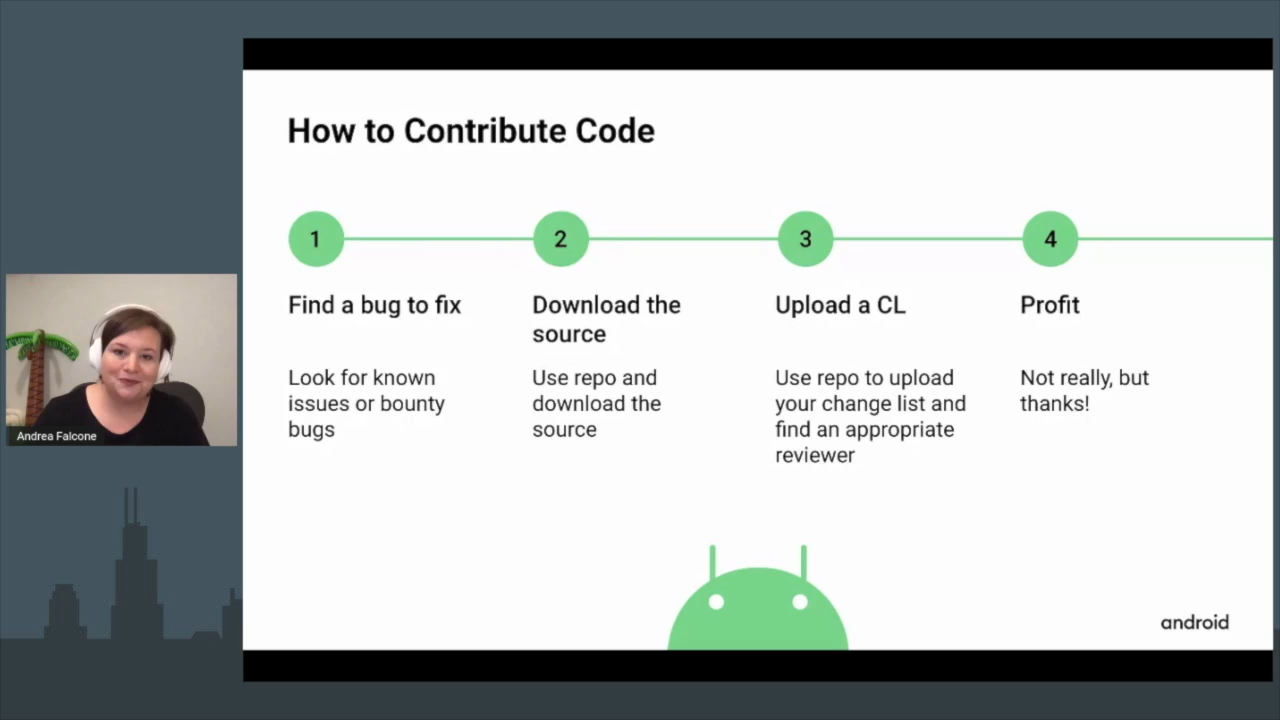 How to Contribute Code
1
2
3
4
Find a bug to fix
Download the
source
Upload a CL
Profit
Look for known
issues or bounty
bugs
Use repo and
download the
source
Use repo to upload
your change list and
find an appropriate
reviewer
Not really, but
thanks!
Andrea Falcone
android